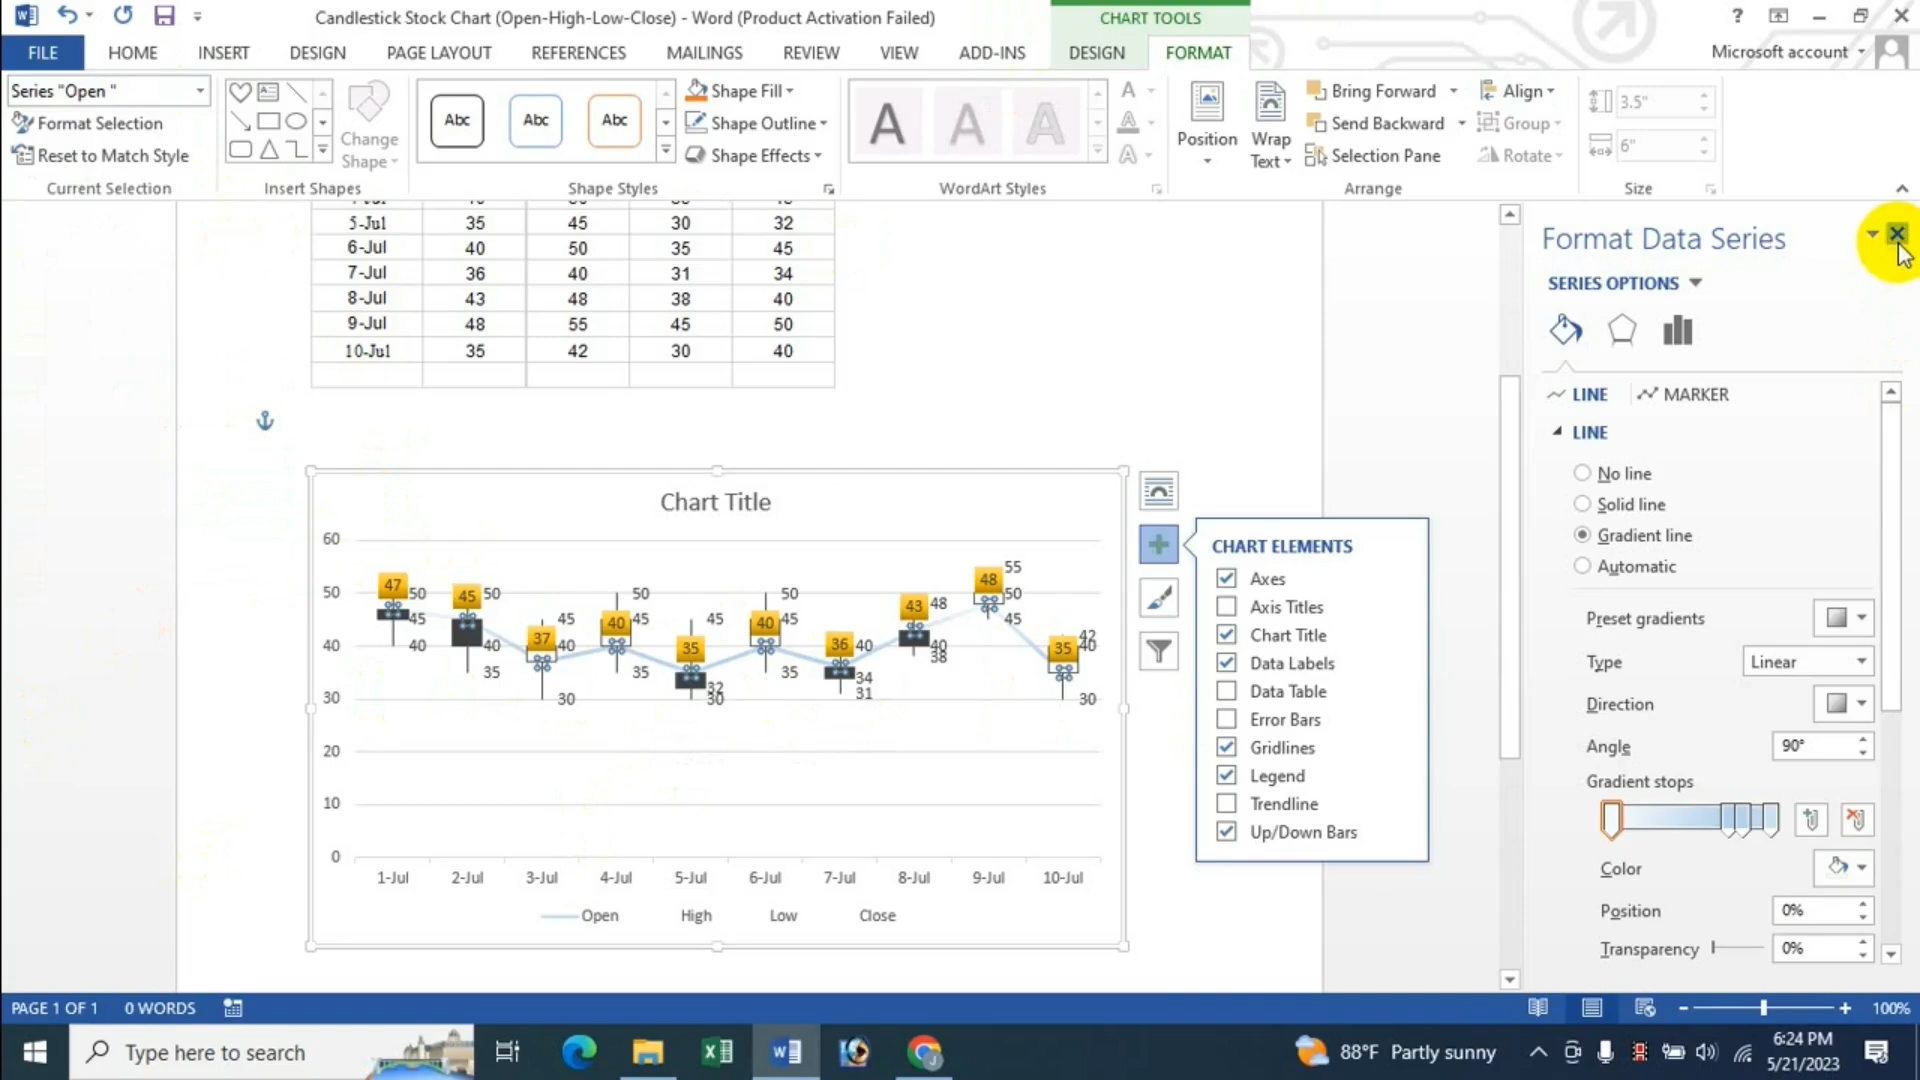 Candlestick Stock Chart (Open-High-Low-Close) - Word (Product Activation Failed)
CHART TOOLS
?
FILE HOME INSERT DESIGN PAGE LAYOUT REFERENCES MAILINGS REVIEW VIEW ADD-INS DESIGN FORMAT
Microsoft account
Series "Open "
Format Selection
Reset to Match Style
Current Selection
Change
Shape
Insert Shapes
Abc Abc Abc
Shape Fill
Shape Outline
Shape Effects
Shape Styles
A A A
WordArt Styles
Position
Wrap
Text
Bring Forward
Send Backward
Selection Pane
Align
Group
Rotate
Arrange
3.5"
6"
Size
5-Jul 35 45 30 32
6-Jul 40 50 35 45
7-Jul 36 40 31 34
8-Jul 43 48 38 40
9-Jul 48 55 45 50
10-Jul 35 42 30 40
Chart Title
60
50
40
30
20
10
0
47 50 45 40
45 50 40 35
37 45 40 30
40 50 45 35
35 45 32 30
40 50 45 35
36 40 34 31
43 48 40 38
48 55 50 45
35 42 40 30
1-Jul 2-Jul 3-Jul 4-Jul 5-Jul 6-Jul 7-Jul 8-Jul 9-Jul 10-Jul
Open High Low Close
CHART ELEMENTS
Axes
Axis Titles
Chart Title
Data Labels
Data Table
Error Bars
Gridlines
Legend
Trendline
Up/Down Bars
Format Data Series
SERIES OPTIONS
LINE MARKER
LINE
No line
Solid line
Gradient line
Automatic
Preset gradients
Type Linear
Direction
Angle 90°
Gradient stops
Color
Position 0%
Transparency 0%
PAGE 1 OF 1 0 WORDS
100%
Type here to search
88°F Partly sunny
6:24 PM
5/21/2023